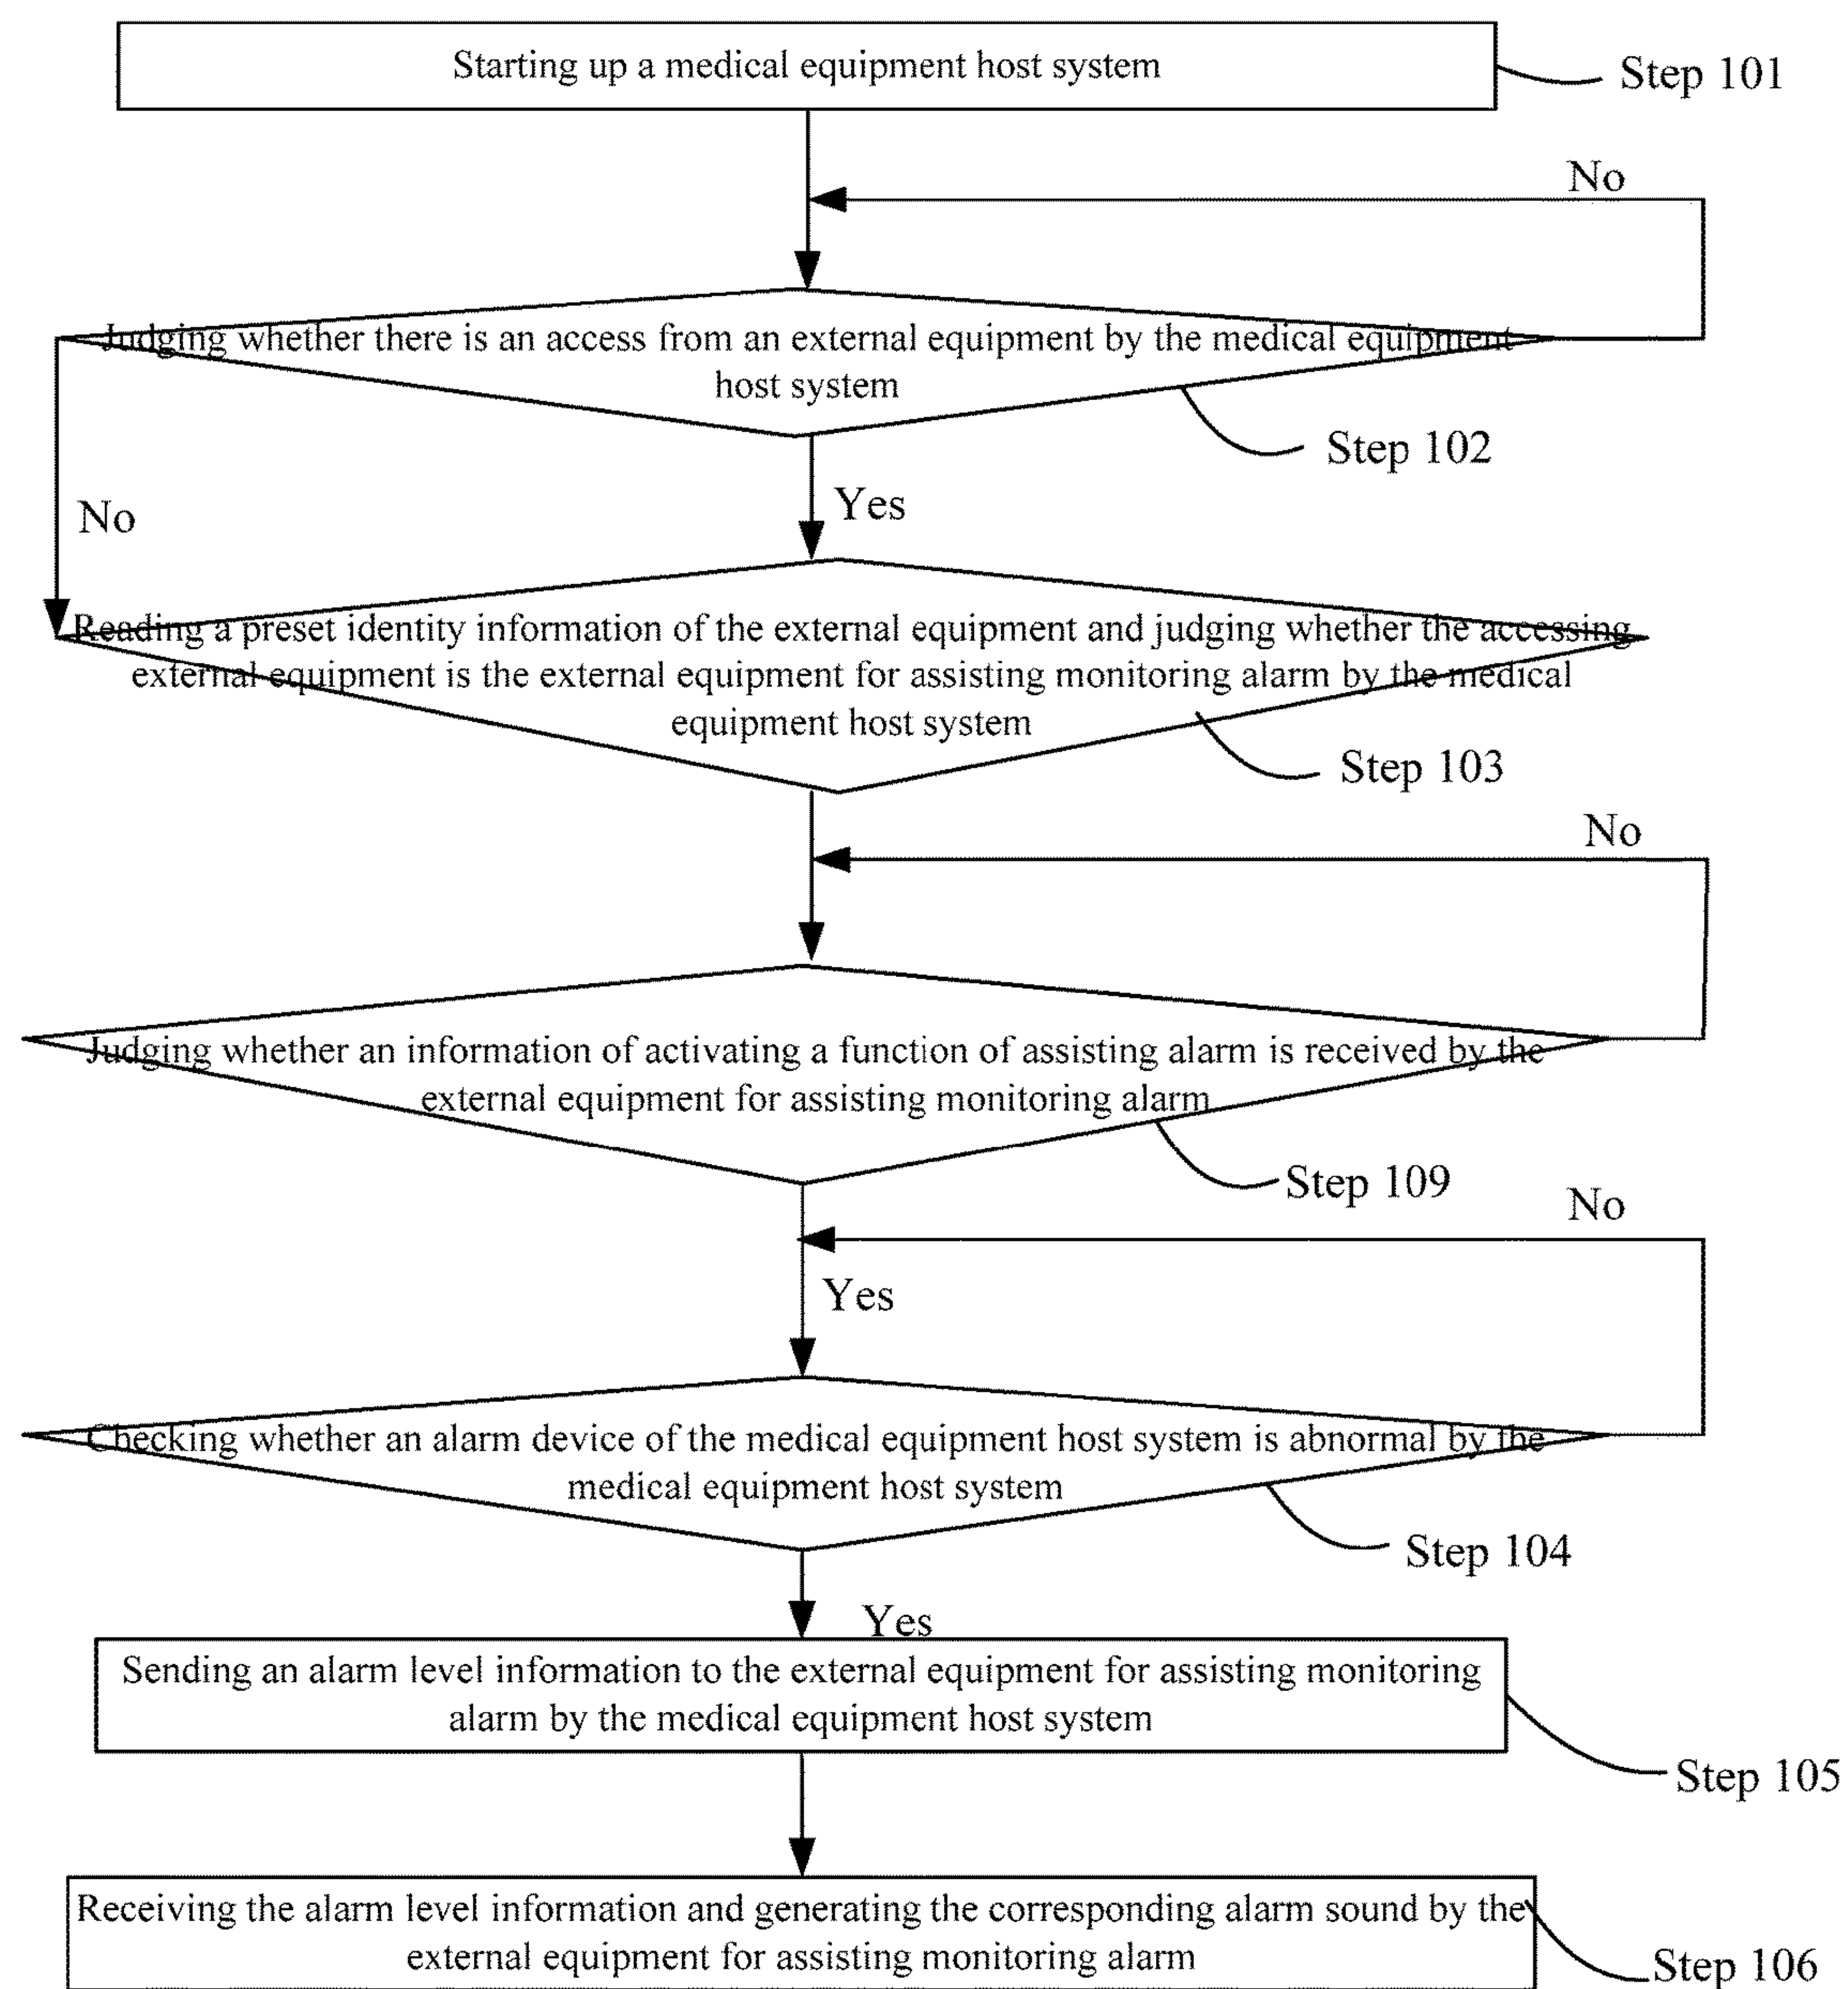 Starting up a medical equipment host system
Step 101
No
Judging whether there is an access from an external equipment by the medical equipment
host system
Step 102
No
Yes
Reading a preset identity information of the external equipment and judging whether the accessing
external equipment is the external equipment for assisting monitoring alarm by the medical
equipment host system
Step 103
No
Judging whether an information of activating a function of assisting alarm is received by the
external equipment for assisting monitoring alarm
Step 109
No
Yes
Checking whether an alarm device of the medical equipment host system is abnormal by the
medical equipment host system
Step 104
Yes
Sending an alarm level information to the external equipment for assisting monitoring
alarm by the medical equipment host system
Step 105
Receiving the alarm level information and generating the corresponding alarm sound by the
external equipment for assisting monitoring alarm
Step 106